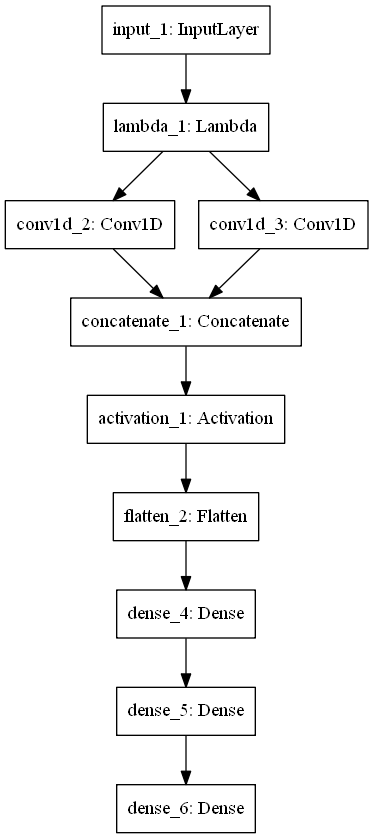 input_1: InputLayer
lambda_1: Lambda
conv1d_2: Conv1D
conv1d_3: Conv1D
concatenate_1: Concatenate
activation_1: Activation
flatten_2: Flatten
dense_4: Dense
dense_5: Dense
dense_6: Dense